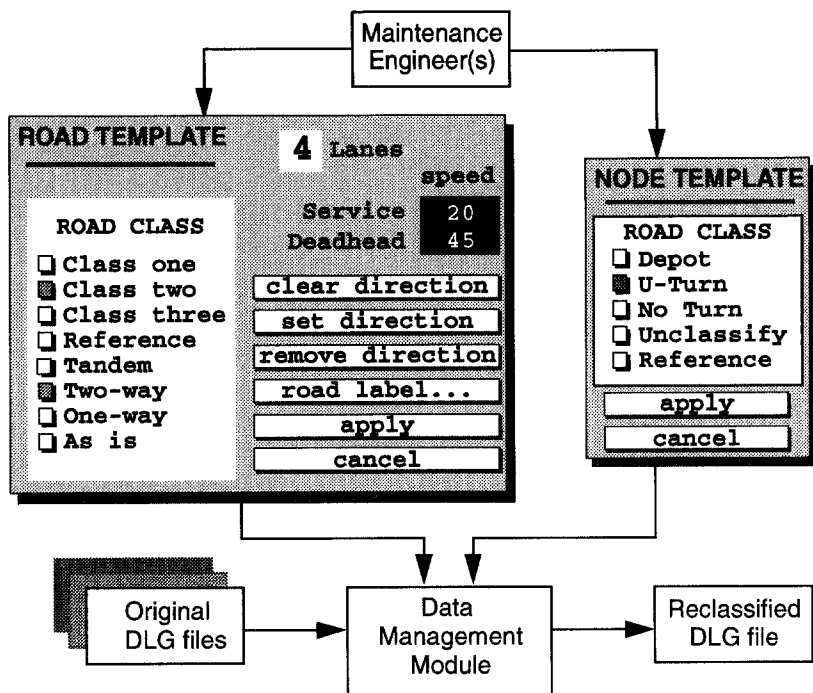 Maintenance
Engineer(s)
ROAD TEMPLATE
4 Lanes
speed
Service 20
Deadhead 45
ROAD CLASS
Class one
Class two
Class three
Reference
Tandem
Two-way
One-way
As is
clear direction
set direction
remove direction
road label...
apply
cancel
NODE TEMPLATE
ROAD CLASS
Depot
U-Turn
No Turn
Unclassify
Reference
apply
cancel
Original
DLG files
Data
Management
Module
Reclassified
DLG file